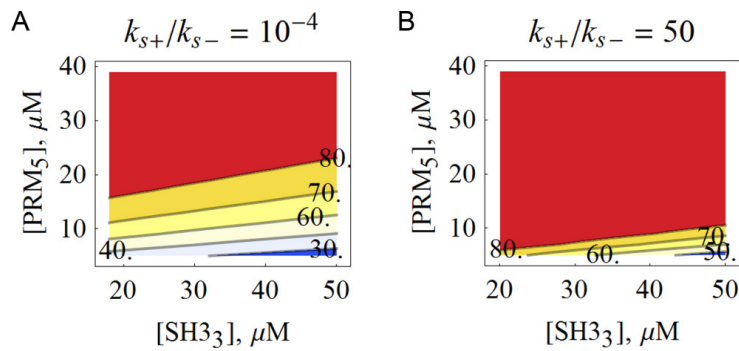 A
k_{s+}/k_{s-} = 10^{-4}
[PRM_5], μM
40
30
20
10
80.
70.
60.
40.
30.
20 30 40 50
[SH3_3], μM
B
k_{s+}/k_{s-} = 50
[PRM_5], μM
40
30
20
10
70.
80.
60.
50.
20 30 40 50
[SH3_3], μM